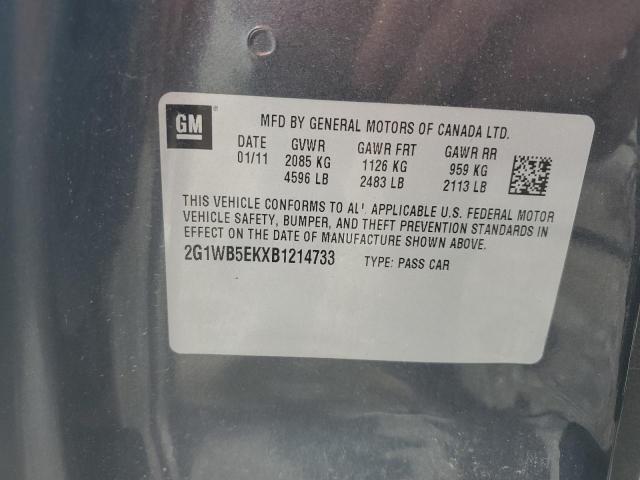 GM
MFD BY GENERAL MOTORS OF CANADA LTD.
DATE GVWR GAWR FRT GAWR RR
01/11 2085 KG 1126 KG 959 KG
4596 LB 2483 LB 2113 LB
THIS VEHICLE CONFORMS TO AL' APPLICABLE U.S. FEDERAL MOTOR
VEHICLE SAFETY, BUMPER, AND THEFT PREVENTION STANDARDS IN
EFFECT ON THE DATE OF MANUFACTURE SHOWN ABOVE.
2G1WB5EKXB1214733 TYPE: PASS CAR